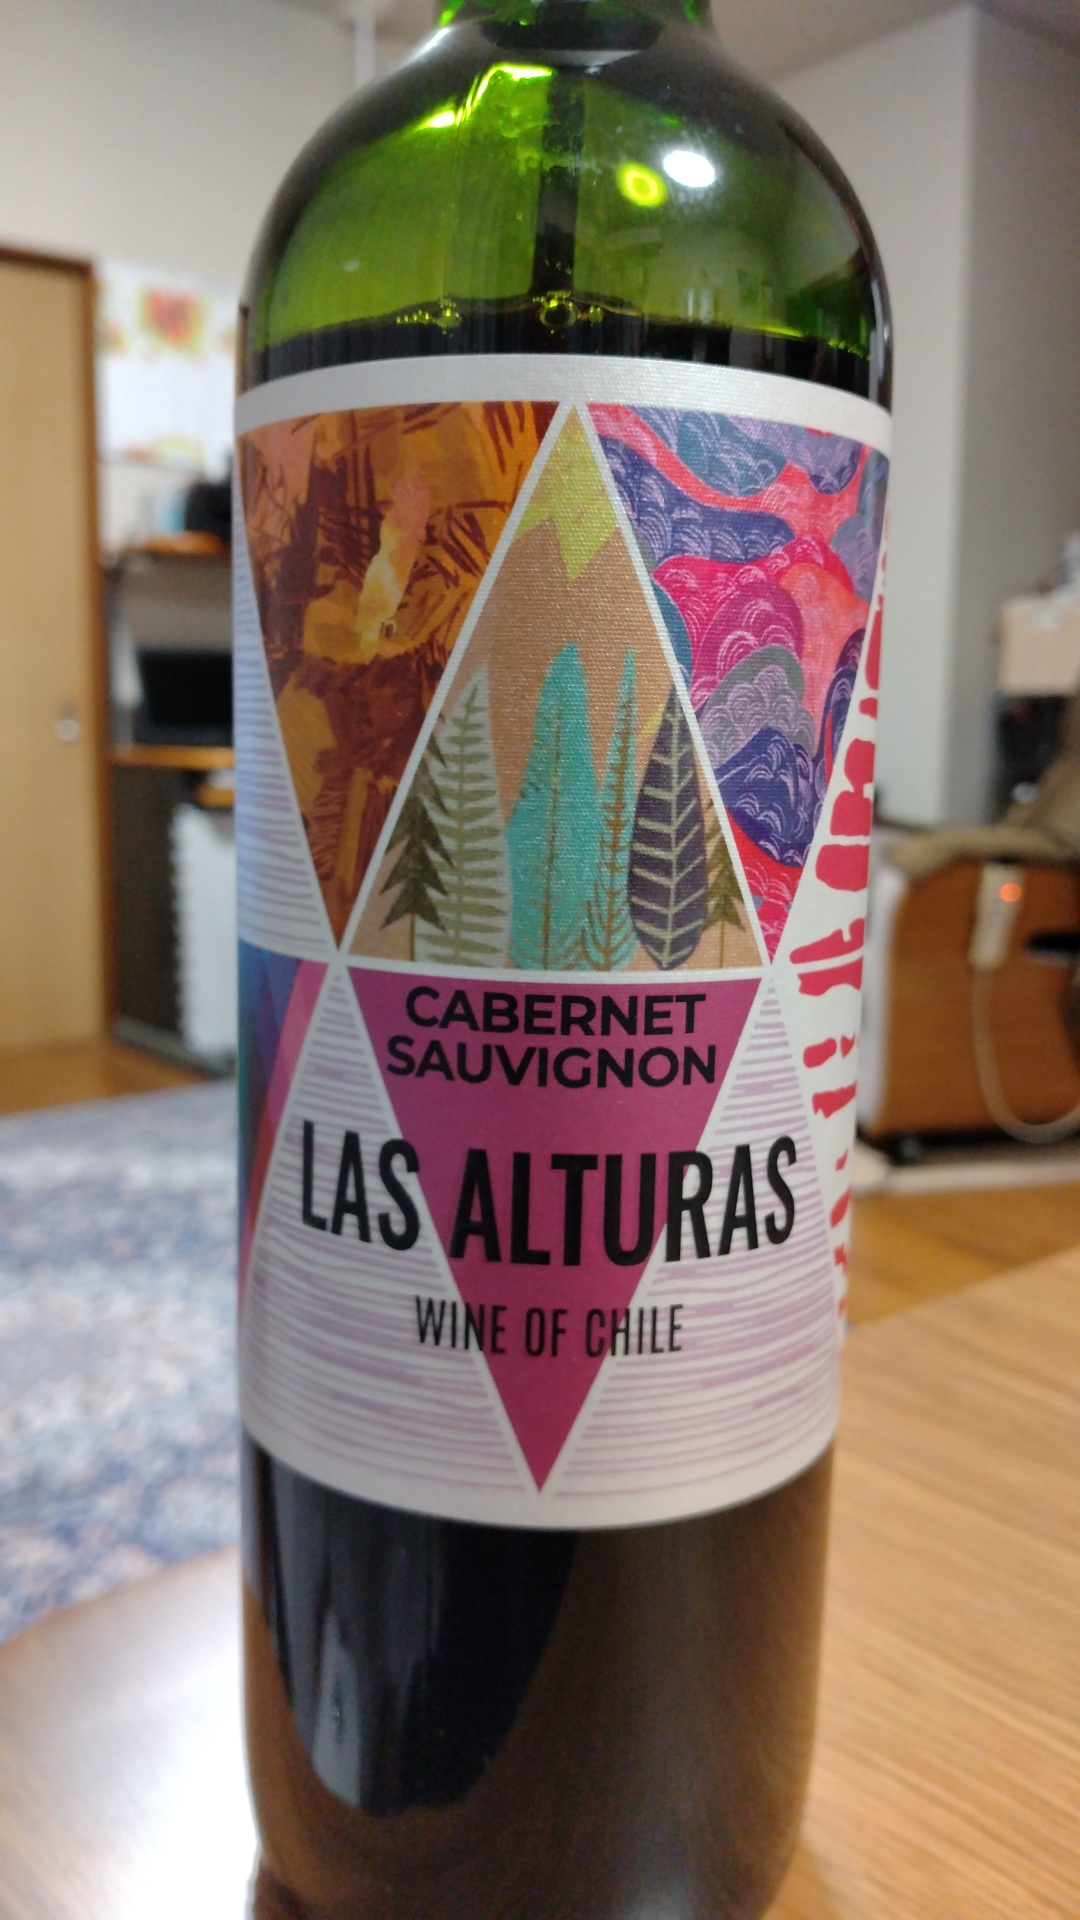 CABERNET
SAUVIGNON
LAS ALTURAS
WINE OF CHILE